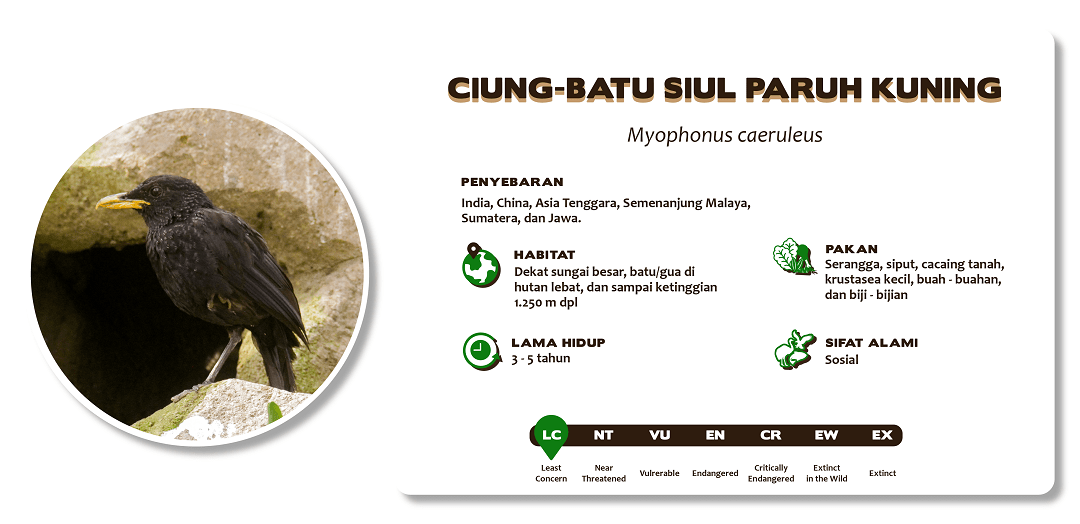 CIUNG-BATU SIUL PARUH KUNING
Myophonus caeruleus
PENYEBARAN
India, China, Asia Tenggara, Semenanjung Malaya,
Sumatera, dan Jawa.
HABITAT
Dekat sungai besar, batu/gua di
hutan lebat, dan sampai ketinggian
1.250 m dpl
PAKAN
Serangga, siput, cacaing tanah,
krustasea kecil, buah - buahan,
dan biji - bijian
LAMA HIDUP
3 - 5 tahun
SIFAT ALAMI
Sosial
LC NT VU EN CR EW EX
Least Concern Near Threatened Vulrerable Endangered Critically Endangered Extinct in the Wild Extinct